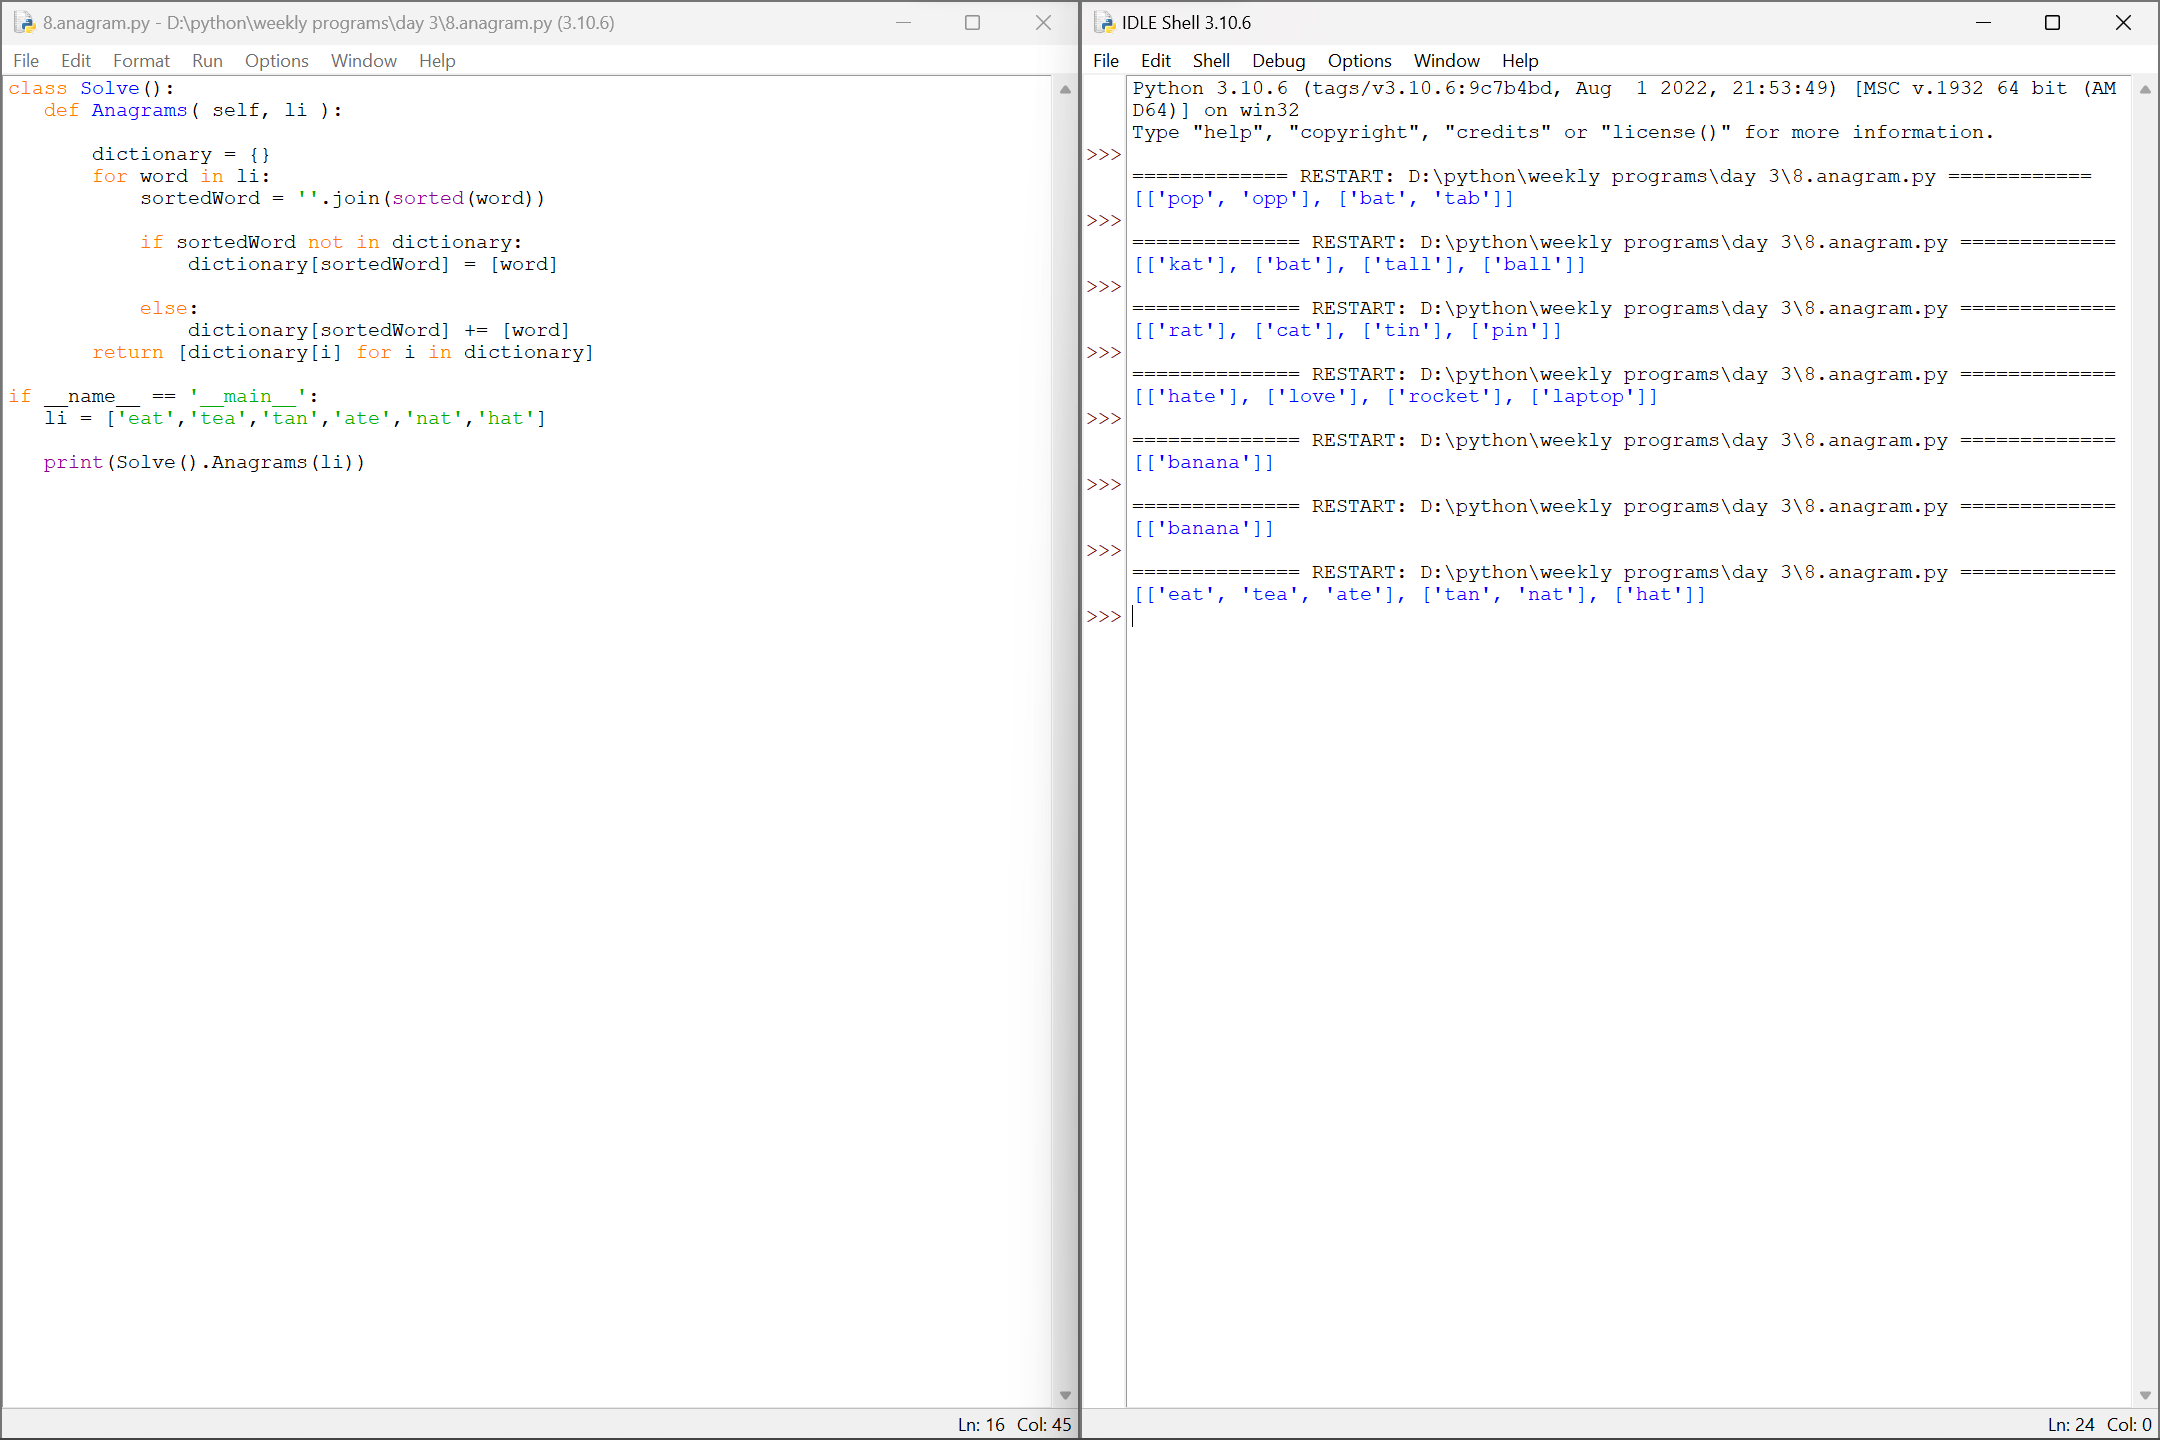 8.anagram.py - D:\python\weekly programs\day 3\8.anagram.py (3.10.6)
File Edit Format Run Options Window Help
class Solve():
   def Anagrams( self, li ):

       dictionary = {}
       for word in li:
           sortedWord = ''.join(sorted(word))

           if sortedWord not in dictionary:
               dictionary[sortedWord] = [word]

           else:
               dictionary[sortedWord] += [word]
       return [dictionary[i] for i in dictionary]

if __name__ == '__main__':
   li = ['eat','tea','tan','ate','nat','hat']

   print(Solve().Anagrams(li))
Ln: 16 Col: 45
IDLE Shell 3.10.6
File Edit Shell Debug Options Window Help
Python 3.10.6 (tags/v3.10.6:9c7b4bd, Aug  1 2022, 21:53:49) [MSC v.1932 64 bit (AM
D64)] on win32
Type "help", "copyright", "credits" or "license()" for more information.
>>>
============= RESTART: D:\python\weekly programs\day 3\8.anagram.py ============
[['pop', 'opp'], ['bat', 'tab']]
>>>
============== RESTART: D:\python\weekly programs\day 3\8.anagram.py =============
[['kat'], ['bat'], ['tall'], ['ball']]
>>>
============== RESTART: D:\python\weekly programs\day 3\8.anagram.py =============
[['rat'], ['cat'], ['tin'], ['pin']]
>>>
============== RESTART: D:\python\weekly programs\day 3\8.anagram.py =============
[['hate'], ['love'], ['rocket'], ['laptop']]
>>>
============== RESTART: D:\python\weekly programs\day 3\8.anagram.py =============
[['banana']]
>>>
============== RESTART: D:\python\weekly programs\day 3\8.anagram.py =============
[['banana']]
>>>
============== RESTART: D:\python\weekly programs\day 3\8.anagram.py =============
[['eat', 'tea', 'ate'], ['tan', 'nat'], ['hat']]
>>>
Ln: 24 Col: 0